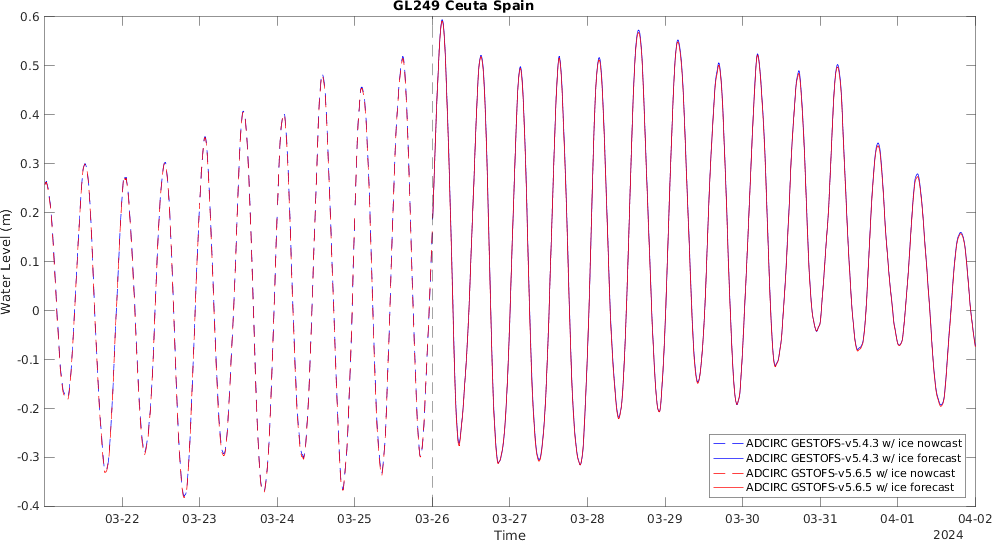 GL249 Ceuta Spain
0.6
0.5
0.4
0.3
0.2
0.1
0
-0.1
-0.2
-0.3
-0.4
Water Level (m)
ADCIRC GESTOFS-v5.4.3 w/ ice nowcast
ADCIRC GESTOFS-v5.4.3 w/ ice forecast
ADCIRC GSTOFS-v5.6.5 w/ ice nowcast
ADCIRC GSTOFS-v5.6.5 w/ ice forecast
03-22 03-23 03-24 03-25 03-26 03-27 03-28 03-29 03-30 03-31 04-01 04-02
Time 2024